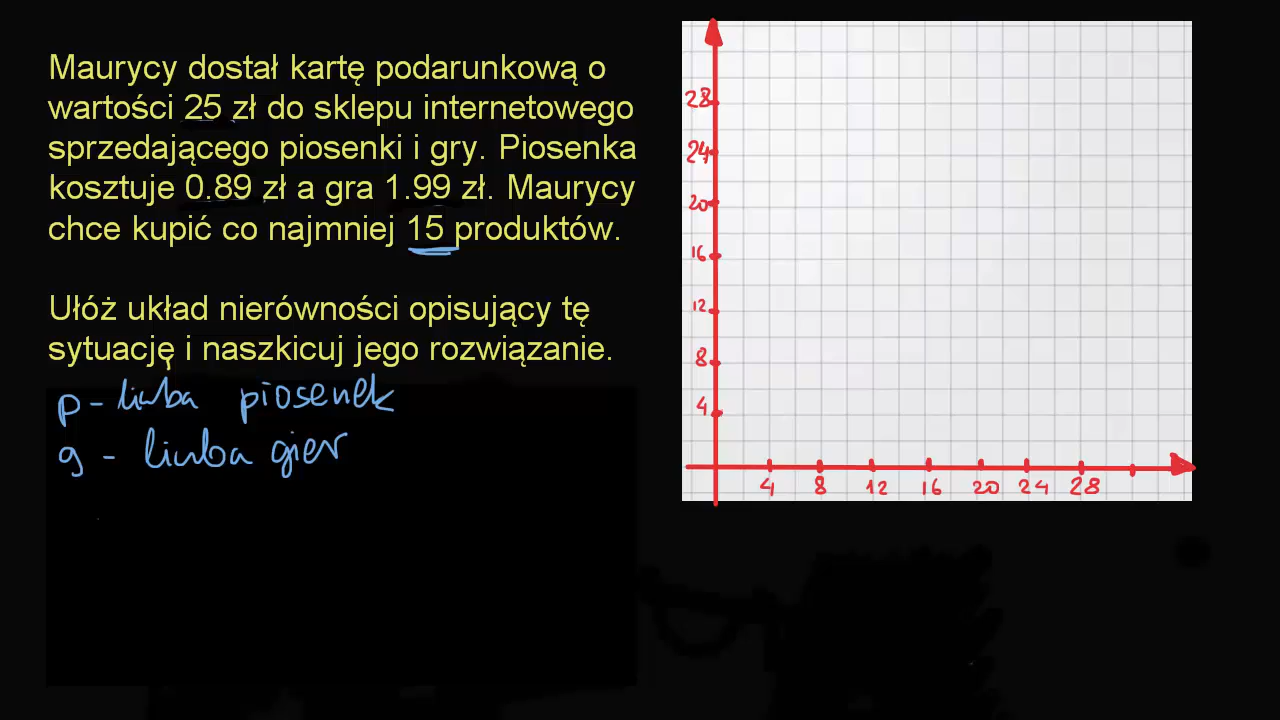 Maurycy dostał kartę podarunkową o
wartości 25 zł do sklepu internetowego
sprzedającego piosenki i gry. Piosenka
kosztuje 0.89 zł a gra 1.99 zł. Maurycy
chce kupić co najmniej 15 produktów.
Ułóż układ nierówności opisujący tę
sytuację i naszkicuj jego rozwiązanie.
p - liczba piosenek
g - liczba gier
28
24
20
16
12
8
4
4 8 12 16 20 24 28